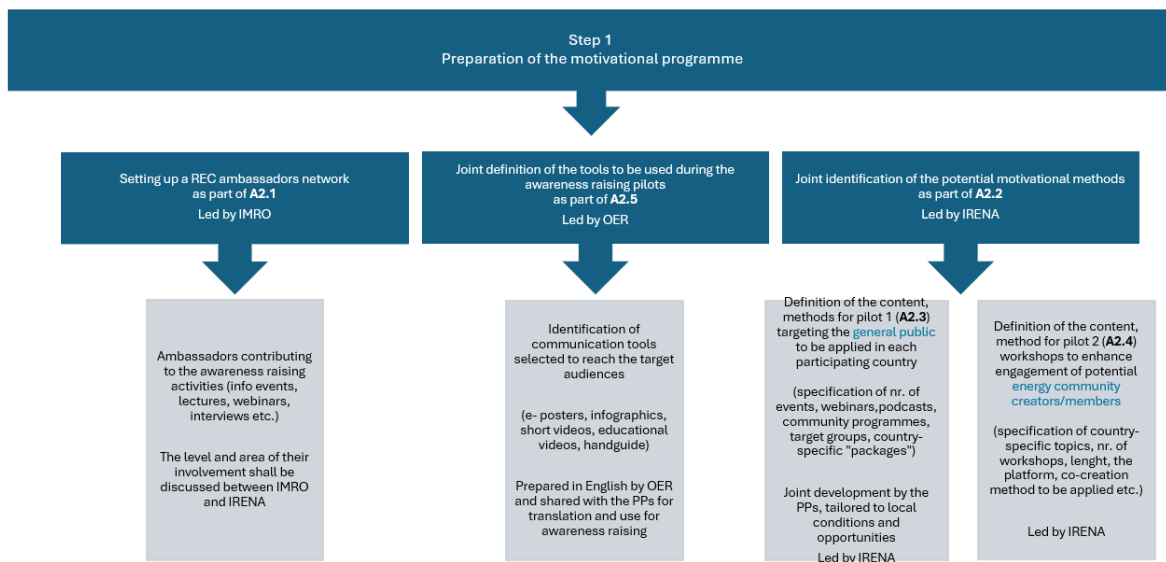 Step 1
Preparation of the motivational programme
Setting up a REC ambassadors network
as part of A2.1
Led by IMRO
Joint definition of the tools to be used during the
awareness raising pilots
as part of A2.5
Led by OER
Joint identification of the potential motivational methods
as part of A2.2
Led by IRENA
Ambassadors contributing
to the awareness raising
activities (info events,
lectures, webinars,
interviews etc.)
The level and area of their
involvement shall be
discussed between IMRO
and IRENA
Identification of
communication tools
selected to reach the target
audiences
(e- posters, infographics,
short videos, educational
videos, handguide)
Prepared in English by OER
and shared with the PPs for
translation and use for
awareness raising
Definition of the content,
methods for pilot 1 (A2.3)
targeting the general public
to be applied in each
participating country
(specification of nr. of
events, webinars,podcasts,
community programmes,
target groups, country-
specific "packages")
Joint development by the
PPs, tailored to local
conditions and
opportunities
Led by IRENA
Definition of the content,
method for pilot 2 (A2.4)
workshops to enhance
engagement of potential
energy community
creators/members
(specification of country-
specific topics, nr. of
workshops, lenght, the
platform, co-creation
method to be applied etc.)
Led by IRENA